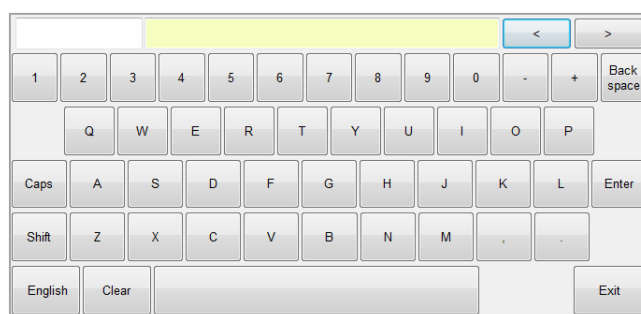 < >
1 2 3 4 5 6 7 8 9 0 - + Back
space
Q W E R T Y U I O P
Caps A S D F G H J K L Enter
Shift Z X C V B N M , .
English Clear Exit